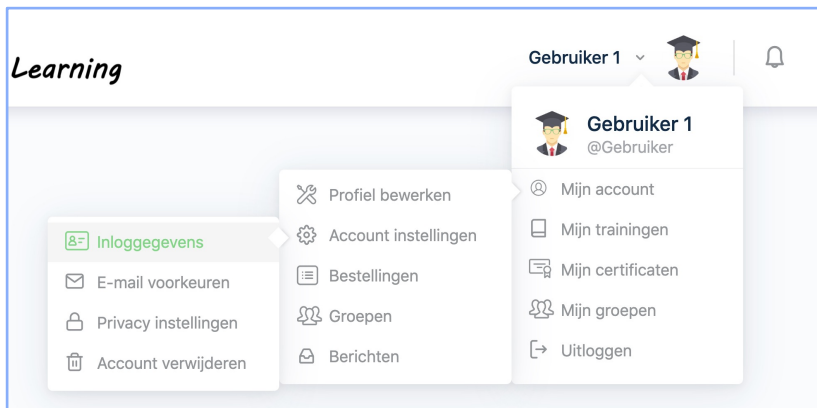 Learning
Gebruiker 1
Gebruiker 1
@Gebruiker
Mijn account
Mijn trainingen
Mijn certificaten
Mijn groepen
Uitloggen
Profiel bewerken
Account instellingen
Bestellingen
Groepen
Berichten
Inloggegevens
E-mail voorkeuren
Privacy instellingen
Account verwijderen